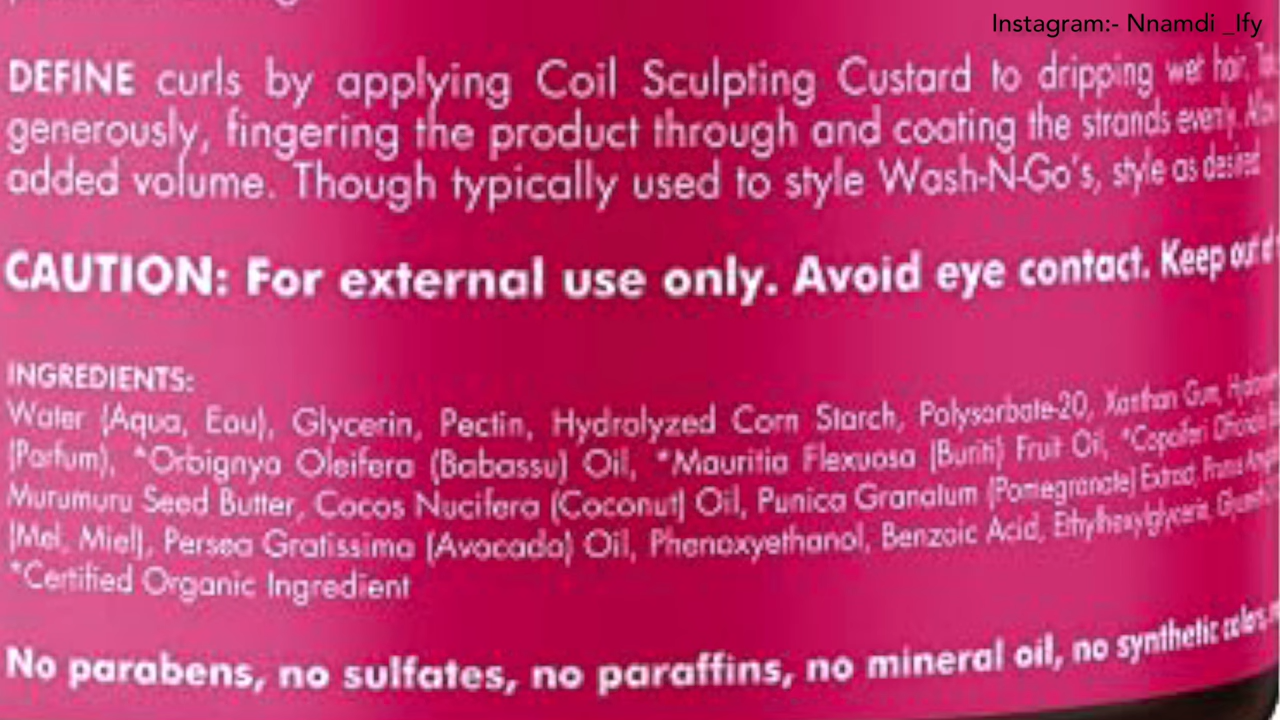 Instagram:- Nnamdi _Ify
DEFINE curls by applying Coil Sculpting Custard to dripping wet hair.
generously, fingering the product through and coating the strands evenly.
added volume. Though typically used to style Wash-N-Go's, style as desired.
CAUTION: For external use only. Avoid eye contact. Keep out of
INGREDIENTS:
Water (Aqua, Eau), Glycerin, Pectin, Hydrolyzed Corn Starch, Polysorbate-20, Xanthan Gum,
(Parfum), *Orbignya Oleifera (Babassu) Oil, *Mauritia Flexuosa (Buriti) Fruit Oil,
Murumuru Seed Butter, Cocos Nucifera (Coconut) Oil, Punica Granatum (Pomegranate) Extract,
(Mel, Miel), Persea Gratissima (Avocado) Oil, Phenoxyethanol, Benzoic Acid, Ethylhexylglycerin,
*Certified Organic Ingredient
No parabens, no sulfates, no paraffins, no mineral oil, no synthetic colors,